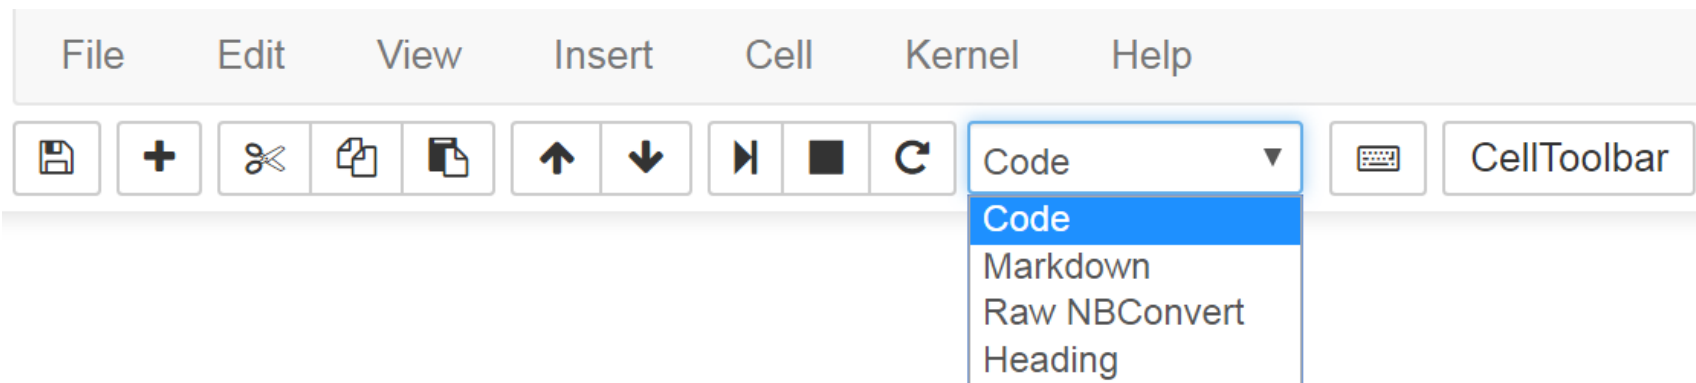 File Edit View Insert Cell Kernel Help
Code CellToolbar
Code
Markdown
Raw NBConvert
Heading